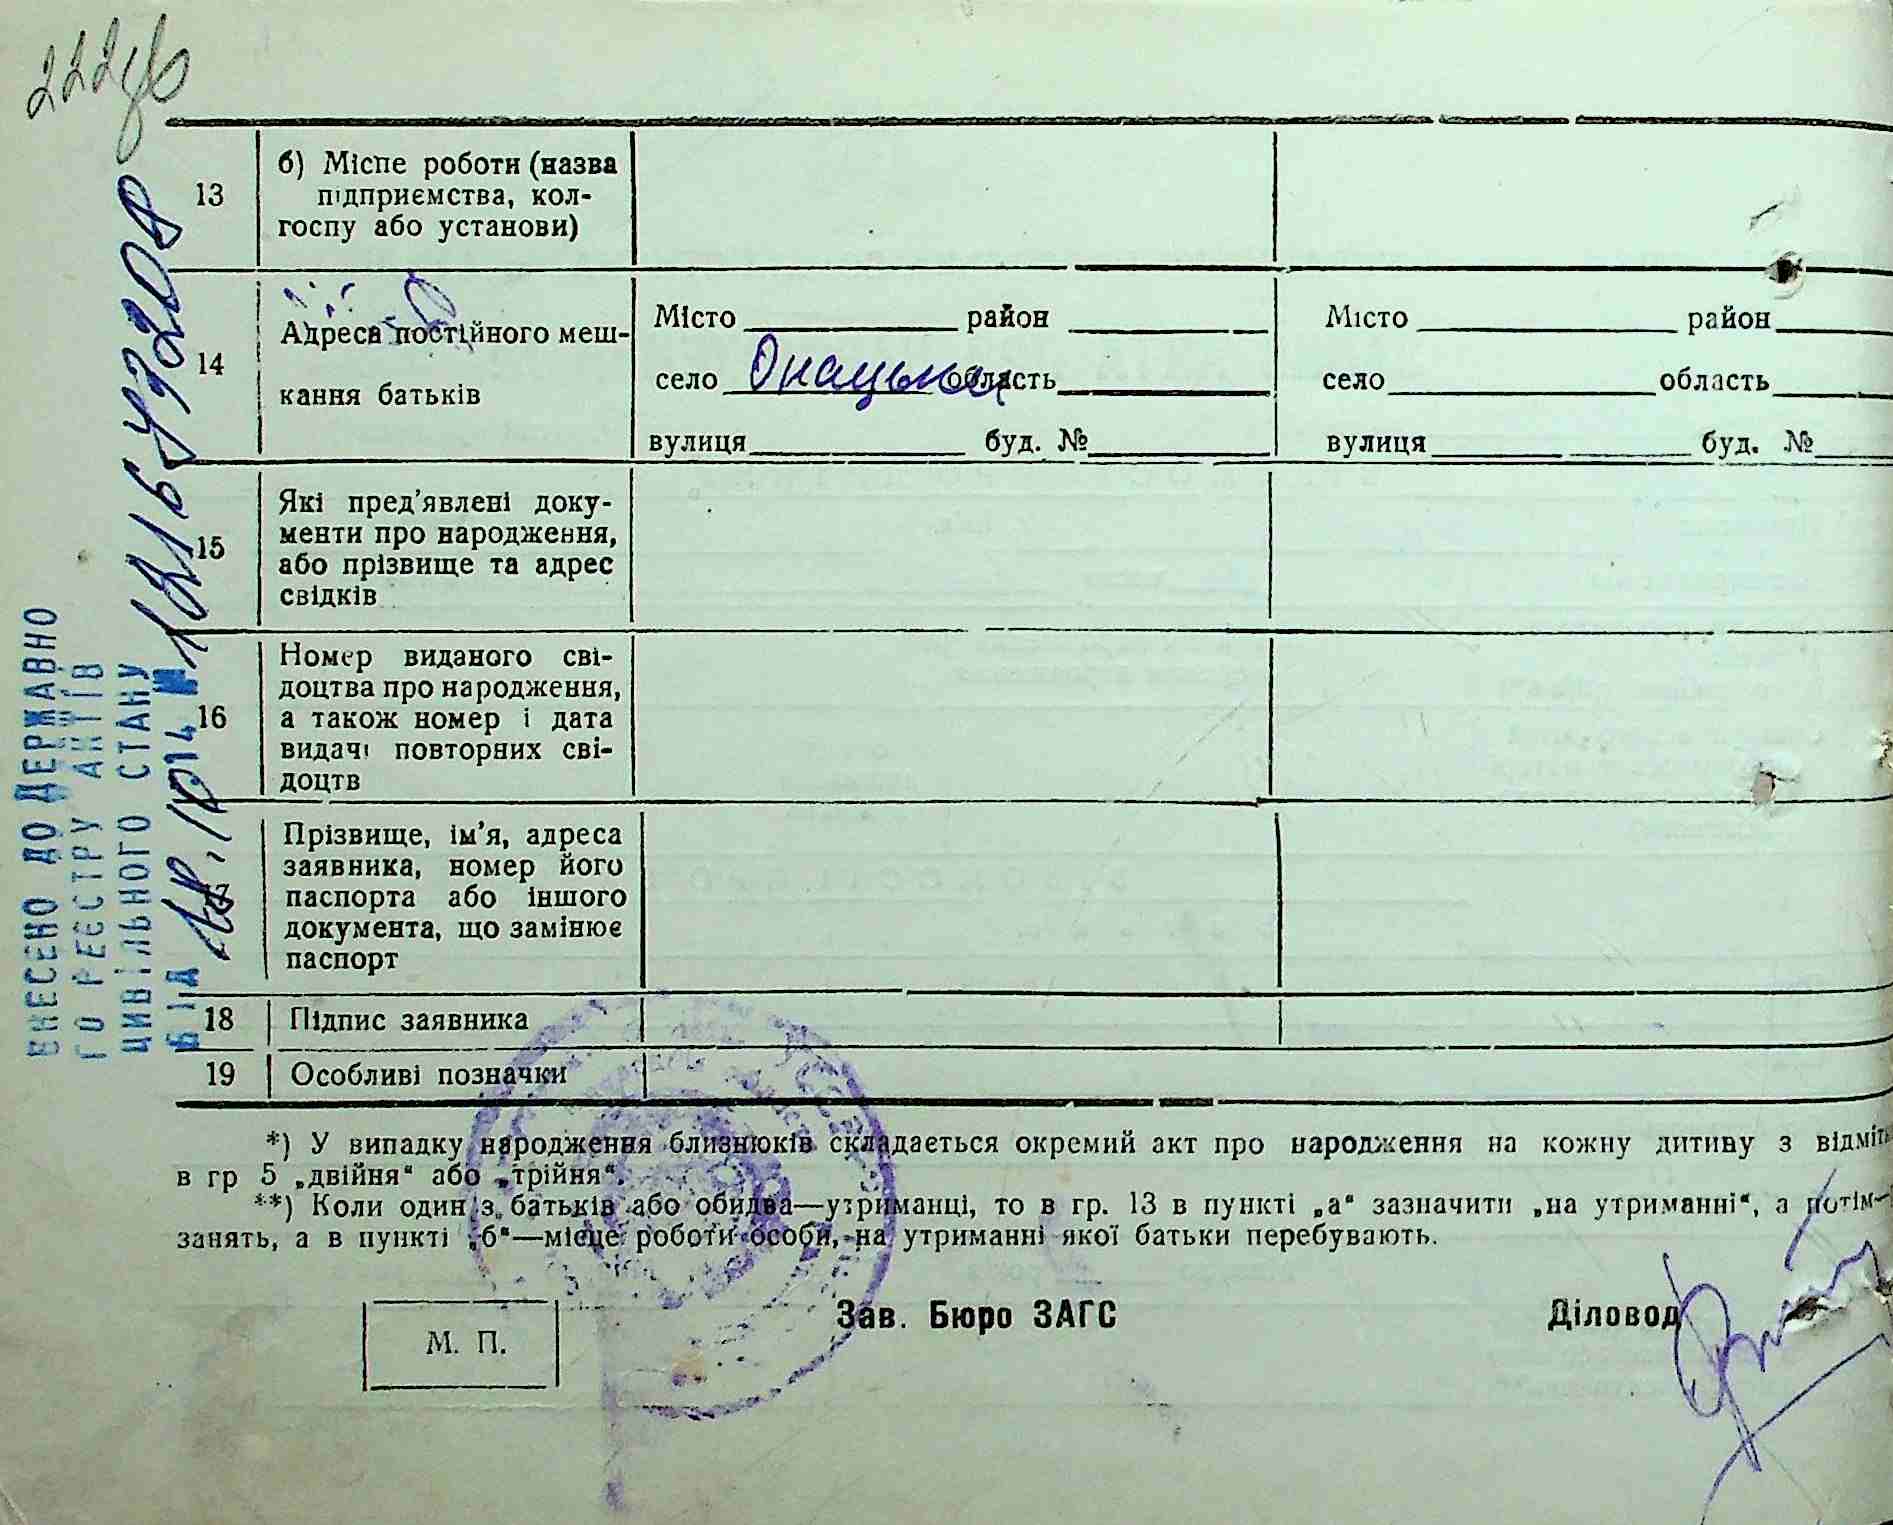 222зв
13
б) Місце роботи (назва
підприємства, кол-
госпу або установи)
14
Адреса постійного меш-
кання батьків
Місто район
село Онацьки область
вулиця буд. №
Місто район
село область
вулиця буд. №
15
Які пред'явлені доку-
менти про народження,
або прізвище та адрес
свідків
16
Номер виданого сві-
доцтва про народження,
а також номер і дата
видачі повторних сві-
доцтв
17
Прізвище, ім'я, адреса
заявника, номер його
паспорта або іншого
документа, що замінює
паспорт
18
Підпис заявника
19
Особливі позначки
ВНЕСЕНО ДО ДЕРЖАВНО
ГО РЕЄСТРУ АКТІВ
ЦИВІЛЬНОГО СТАНУ
ВІД 14 №
*) У випадку народження близнюків складається окремий акт про народження на кожну дитину з відміт
в гр 5 „двійня“ або „трійня“.
**) Коли один з батьків або обидва—утриманці, то в гр. 13 в пункті „а“ зазначити „на утриманні“, а потім—
занять, а в пункті „б“—місце роботи особи, на утриманні якої батьки перебувають.
М. П.
Зав. Бюро ЗАГС
Діловод